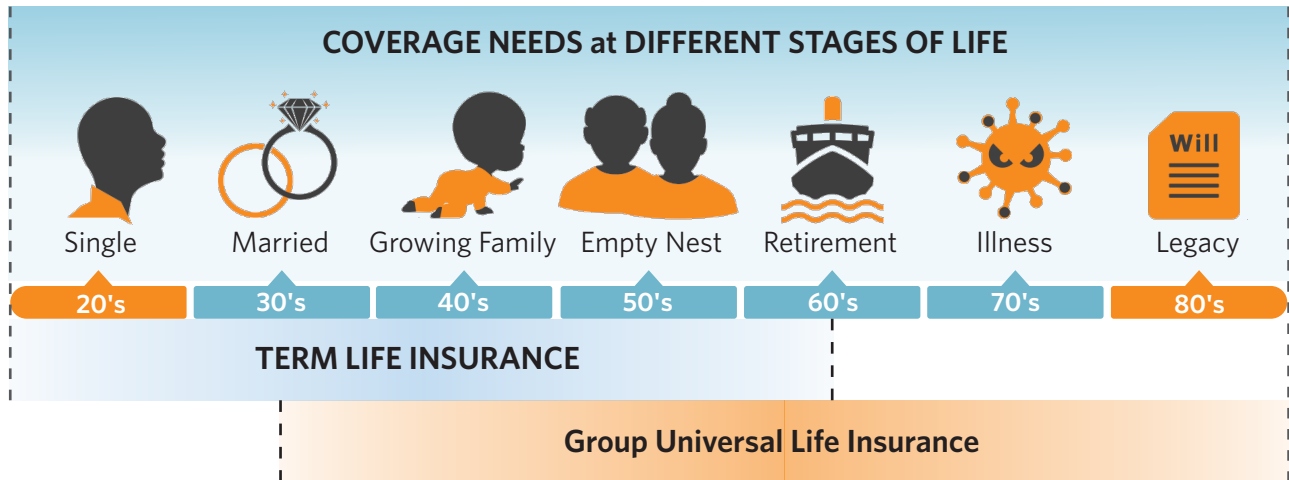 COVERAGE NEEDS at DIFFERENT STAGES OF LIFE
Will
Single
Married
Growing Family
Empty Nest
Retirement
Illness
Legacy
20's
30's
40's
50's
60's
70's
80's
TERM LIFE INSURANCE
Group Universal Life Insurance